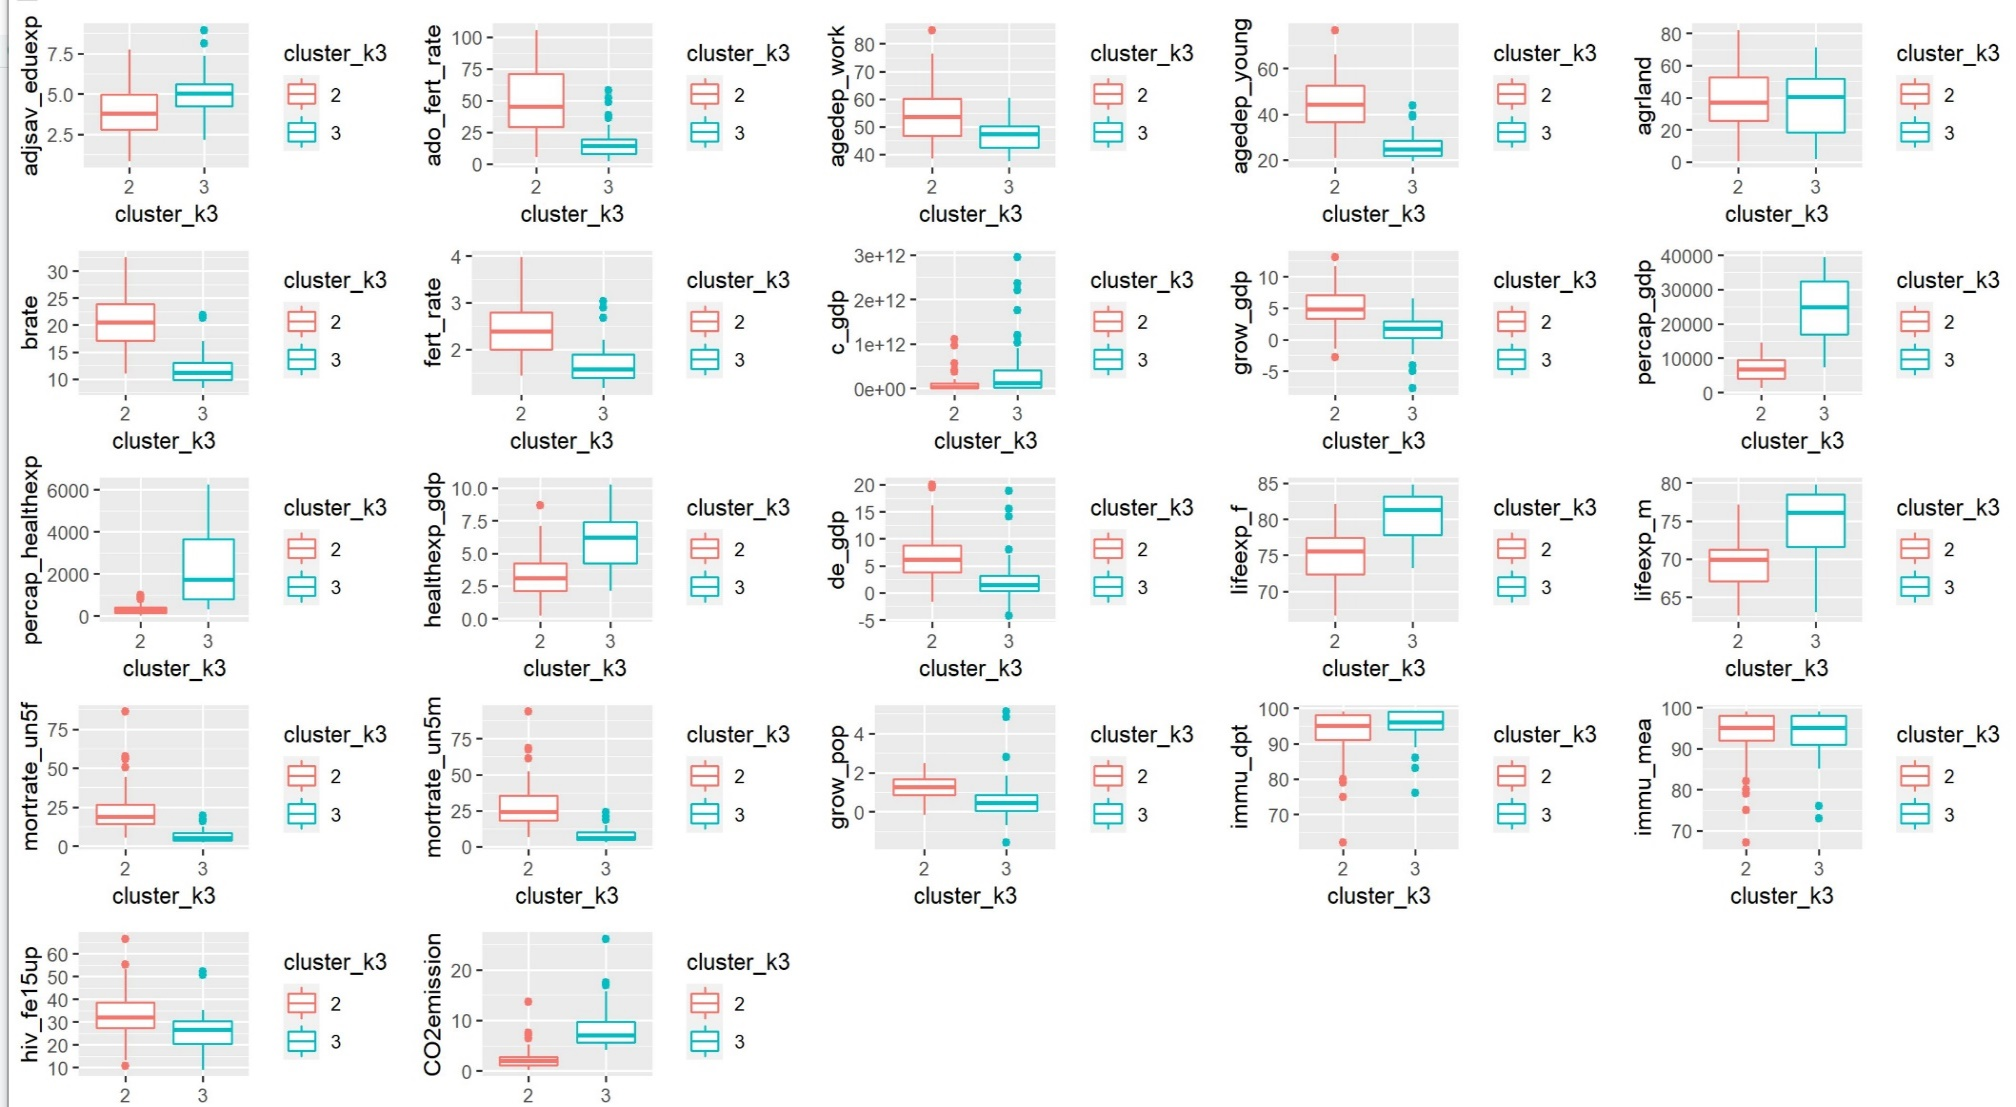 adjsav_eduexp
7.5
5.0
2.5
2 3
cluster_k3
cluster_k3
2
3
ado_fert_rate
100
75
50
25
0
2 3
cluster_k3
cluster_k3
2
3
agedep_work
80
70
60
50
40
2 3
cluster_k3
cluster_k3
2
3
agedep_young
60
40
20
2 3
cluster_k3
cluster_k3
2
3
agrland
80
60
40
20
0
2 3
cluster_k3
cluster_k3
2
3
brate
30
25
20
15
10
2 3
cluster_k3
cluster_k3
2
3
fert_rate
4
3
2
2 3
cluster_k3
cluster_k3
2
3
c_gdp
3e+12
2e+12
1e+12
0e+00
2 3
cluster_k3
cluster_k3
2
3
grow_gdp
10
5
0
-5
2 3
cluster_k3
cluster_k3
2
3
percap_gdp
40000
30000
20000
10000
0
2 3
cluster_k3
cluster_k3
2
3
percap_healthexp
6000
4000
2000
0
2 3
cluster_k3
cluster_k3
2
3
healthexp_gdp
10.0
7.5
5.0
2.5
0.0
2 3
cluster_k3
cluster_k3
2
3
de_gdp
20
15
10
5
0
-5
2 3
cluster_k3
cluster_k3
2
3
lifeexp_f
85
80
75
70
2 3
cluster_k3
cluster_k3
2
3
lifeexp_m
80
75
70
65
2 3
cluster_k3
cluster_k3
2
3
mortrate_un5f
75
50
25
0
2 3
cluster_k3
cluster_k3
2
3
mortrate_un5m
75
50
25
0
2 3
cluster_k3
cluster_k3
2
3
grow_pop
4
2
0
2 3
cluster_k3
cluster_k3
2
3
immu_dpt
100
90
80
70
2 3
cluster_k3
cluster_k3
2
3
immu_mea
100
90
80
70
2 3
cluster_k3
cluster_k3
2
3
hiv_fe15up
60
50
40
30
20
10
2 3
cluster_k3
2
3
CO2emission
20
10
0
2 3
cluster_k3
2
3